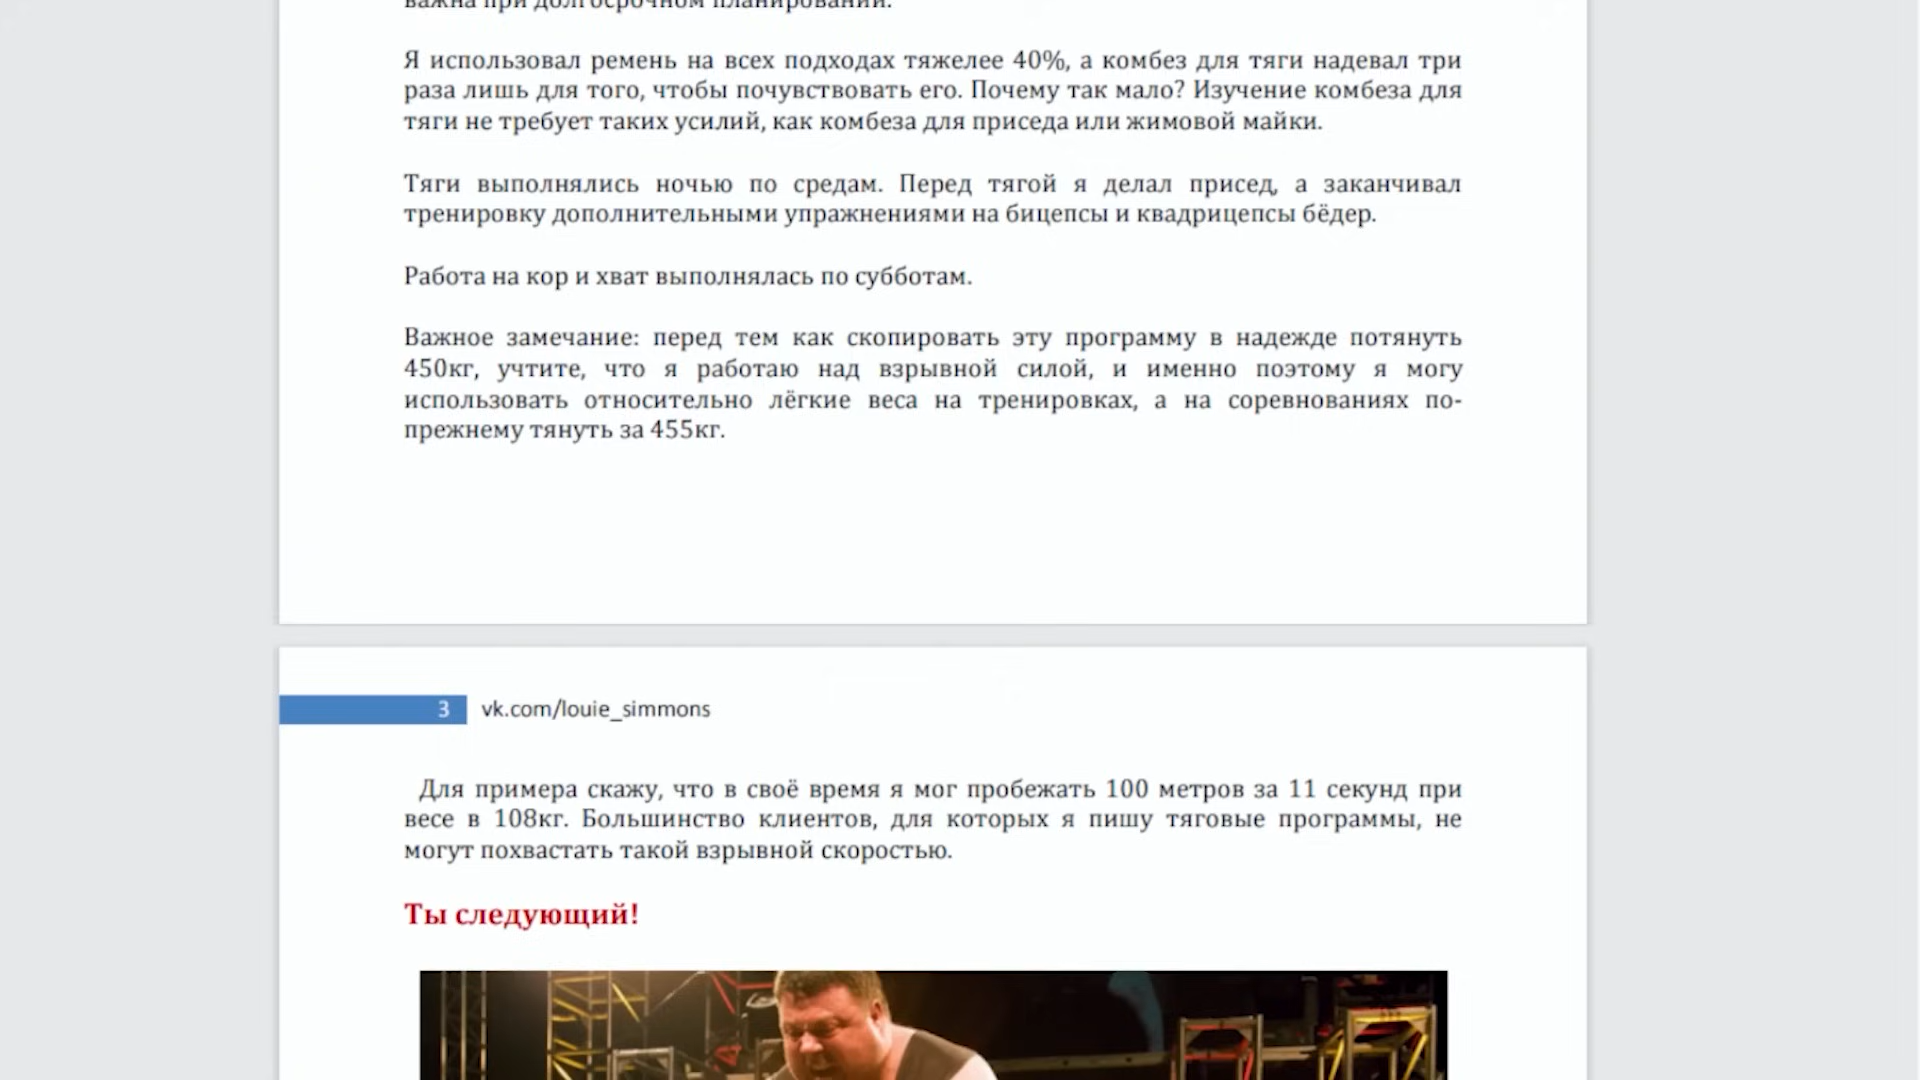 важна при долгосрочном планировании.
Я использовал ремень на всех подходах тяжелее 40%, а комбез для тяги надевал три
раза лишь для того, чтобы почувствовать его. Почему так мало? Изучение комбеза для
тяги не требует таких усилий, как комбеза для приседа или жимовой майки.
Тяги выполнялись ночью по средам. Перед тягой я делал присед, а заканчивал
тренировку дополнительными упражнениями на бицепсы и квадрицепсы бёдер.
Работа на кор и хват выполнялась по субботам.
Важное замечание: перед тем как скопировать эту программу в надежде потянуть
450кг, учтите, что я работаю над взрывной силой, и именно поэтому я могу
использовать относительно лёгкие веса на тренировках, а на соревнованиях по-
прежнему тянуть за 455кг.
3 vk.com/louie_simmons
Для примера скажу, что в своё время я мог пробежать 100 метров за 11 секунд при
весе в 108кг. Большинство клиентов, для которых я пишу тяговые программы, не
могут похвастать такой взрывной скоростью.
Ты следующий!